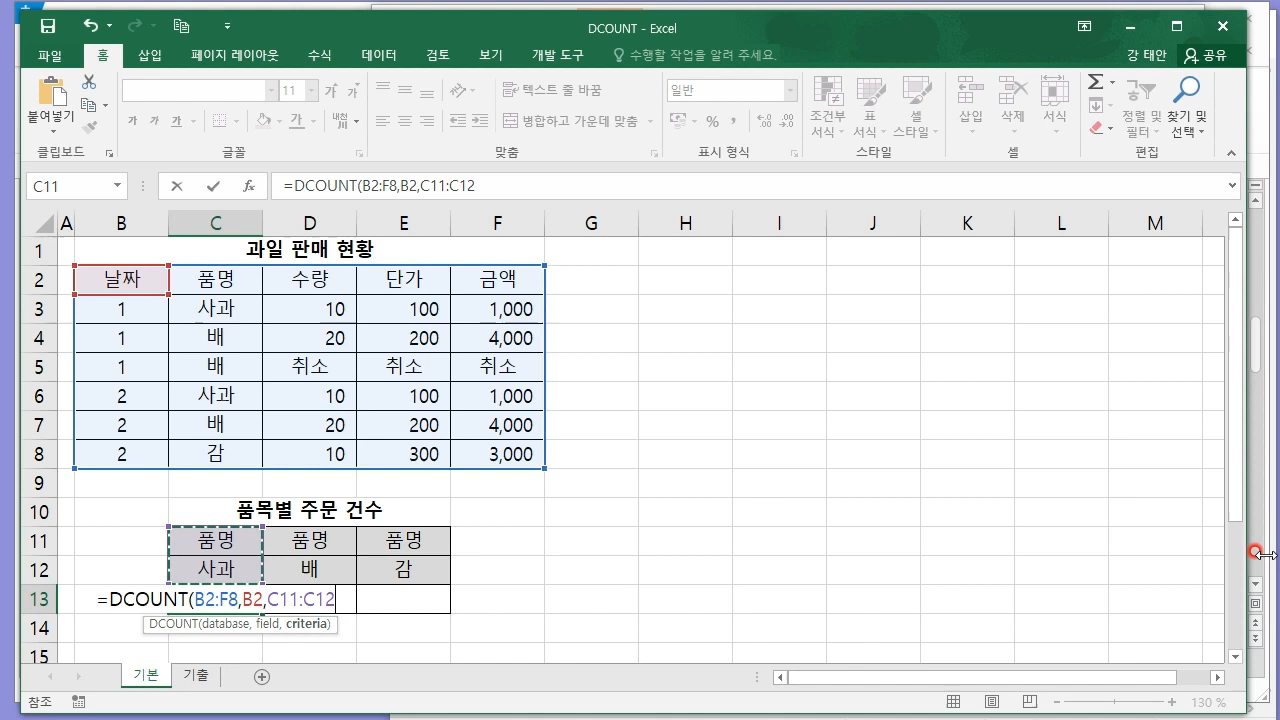 DCOUNT - Excel
파일 홈 삽입 페이지 레이아웃 수식 데이터 검토 보기 개발 도구 수행할 작업을 알려 주세요. 강 태안 공유
붙여넣기
11
가 가
가 가 가 가 내천
텍스트 줄 바꿈
병합하고 가운데 맞춤
일반
%
조건부 서식
표 서식
셀 스타일
삽입 삭제 서식
정렬 및 필터
찾기 및 선택
클립보드 글꼴 맞춤 표시 형식 스타일 셀 편집
C11 fx =DCOUNT(B2:F8,B2,C11:C12
A B C D E F G H I J K L M
1 과일 판매 현황
2 날짜 품명 수량 단가 금액
3 1 사과 10 100 1,000
4 1 배 20 200 4,000
5 1 배 취소 취소 취소
6 2 사과 10 100 1,000
7 2 배 20 200 4,000
8 2 감 10 300 3,000
9
10 품목별 주문 건수
11 품명 품명 품명
12 사과 배 감
13 =DCOUNT(B2:F8,B2,C11:C12
DCOUNT(database, field, criteria)
14
15
기본 기출
참조 130 %